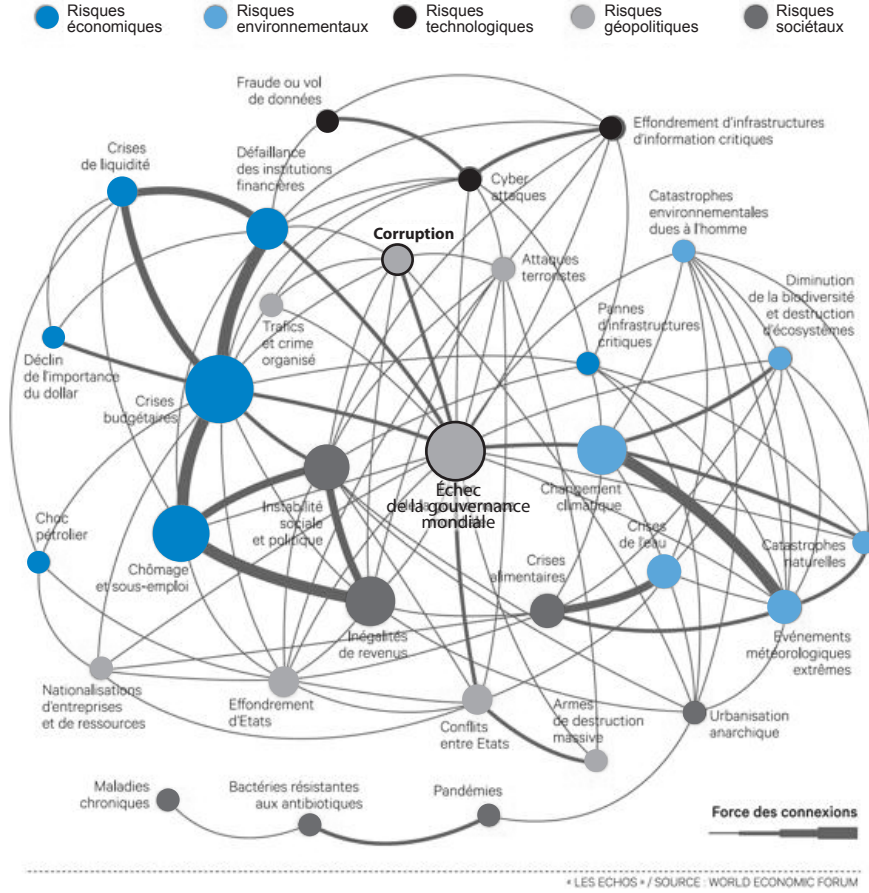 Risques
économiques
Risques
environnementaux
Risques
technologiques
Risques
géopolitiques
Risques
sociétaux
Fraude ou vol
de données
Effondrement d'infrastructures
d'information critiques
Crises
de liquidité
Défaillance
des institutions
financières
Cyber
attaques
Catastrophes
environnementales
dues à l'homme
Corruption
Attaques
terroristes
Diminution
de la biodiversité
et destruction
d'écosystèmes
Trafics
et crime
organisé
Pannes
d'infrastructures
critiques
Déclin
de l'importance
du dollar
Crises
budgétaires
Échec
de la gouvernance
mondiale
Instabilité
sociale
et politique
Changement
climatique
Choc
pétrolier
Crises
de l'eau
Catastrophes
naturelles
Chômage
et sous-emploi
Crises
alimentaires
Inégalités
de revenus
Evénements
météorologiques
extrêmes
Nationalisations
d'entreprises
et de ressources
Effondrement
d'Etats
Conflits
entre Etats
Armes
de destruction
massive
Urbanisation
anarchique
Maladies
chroniques
Bactéries résistantes
aux antibiotiques
Pandémies
Force des connexions
« LES ECHOS » / SOURCE : WORLD ECONOMIC FORUM